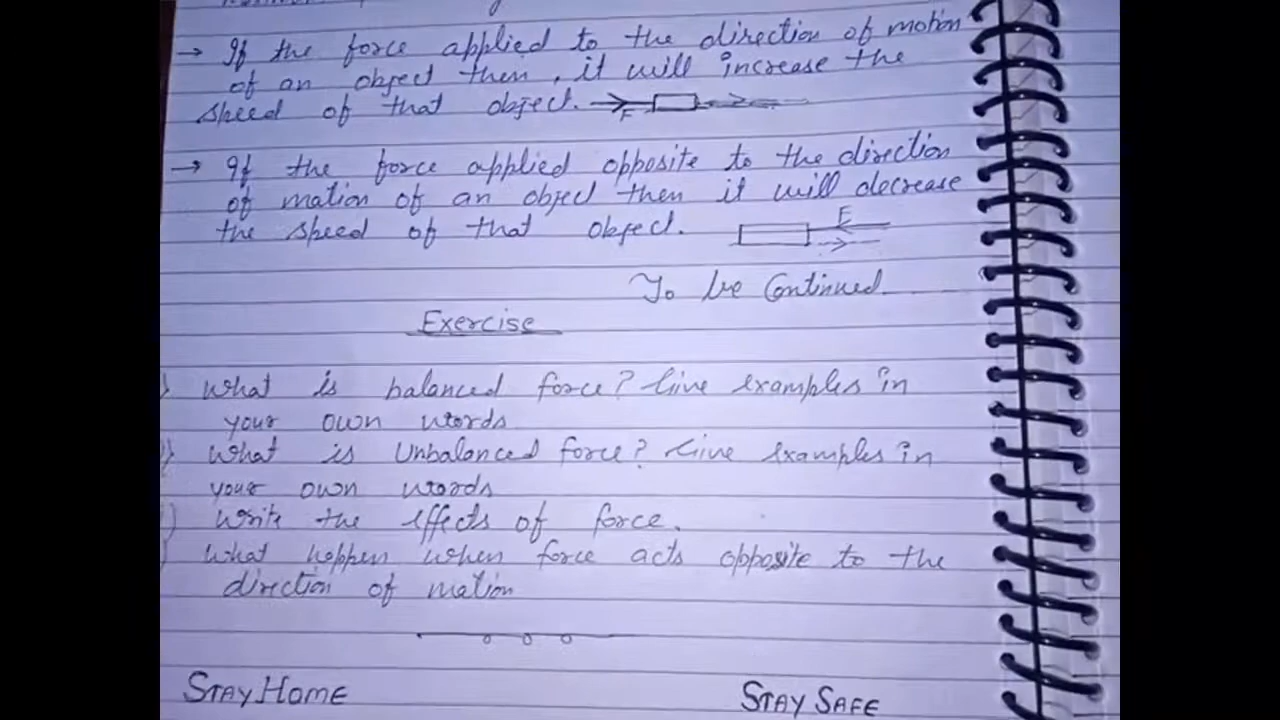 → If the force applied to the direction of motion
of an object then, it will increase the
speed of that object.
F
→ If the force applied opposite to the direction
of mation of an object then it will decrease
the speed of that object.
F
To be Continued
Exercise
What is balanced force? Give examples in
your own words
What is Unbalanced force? Give examples in
your own words
Write the effects of force.
What happen when force acts opposite to the
direction of mation
STAY HOME STAY SAFE